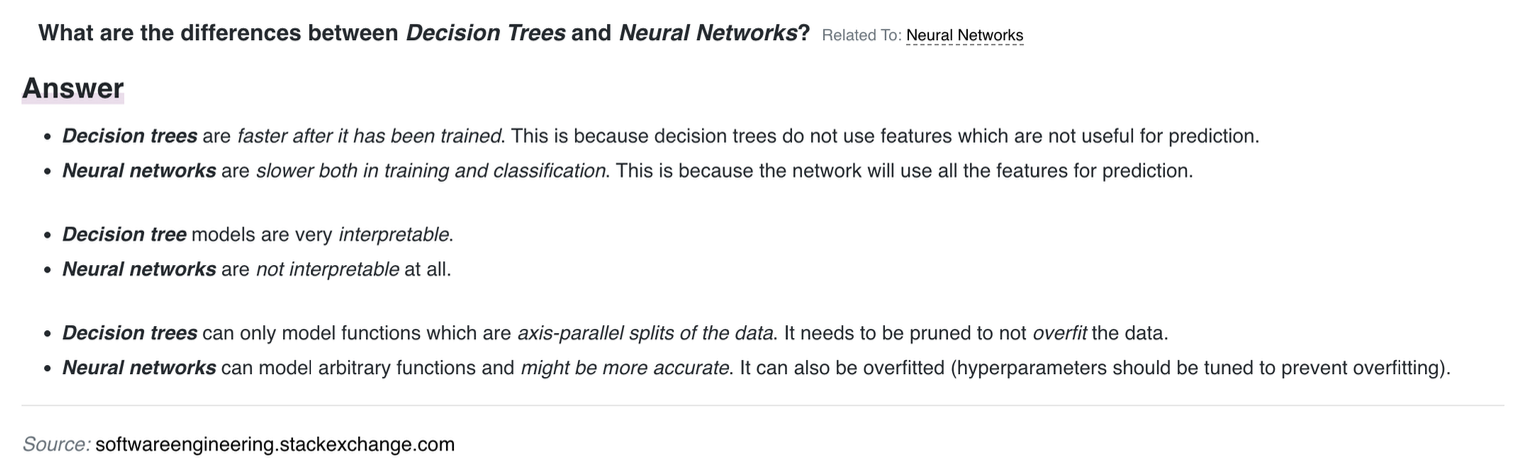 What are the differences between Decision Trees and Neural Networks? Related To: Neural Networks
Answer
• Decision trees are faster after it has been trained. This is because decision trees do not use features which are not useful for prediction.
• Neural networks are slower both in training and classification. This is because the network will use all the features for prediction.
• Decision tree models are very interpretable.
• Neural networks are not interpretable at all.
• Decision trees can only model functions which are axis-parallel splits of the data. It needs to be pruned to not overfit the data.
• Neural networks can model arbitrary functions and might be more accurate. It can also be overfitted (hyperparameters should be tuned to prevent overfitting).
Source: softwareengineering.stackexchange.com